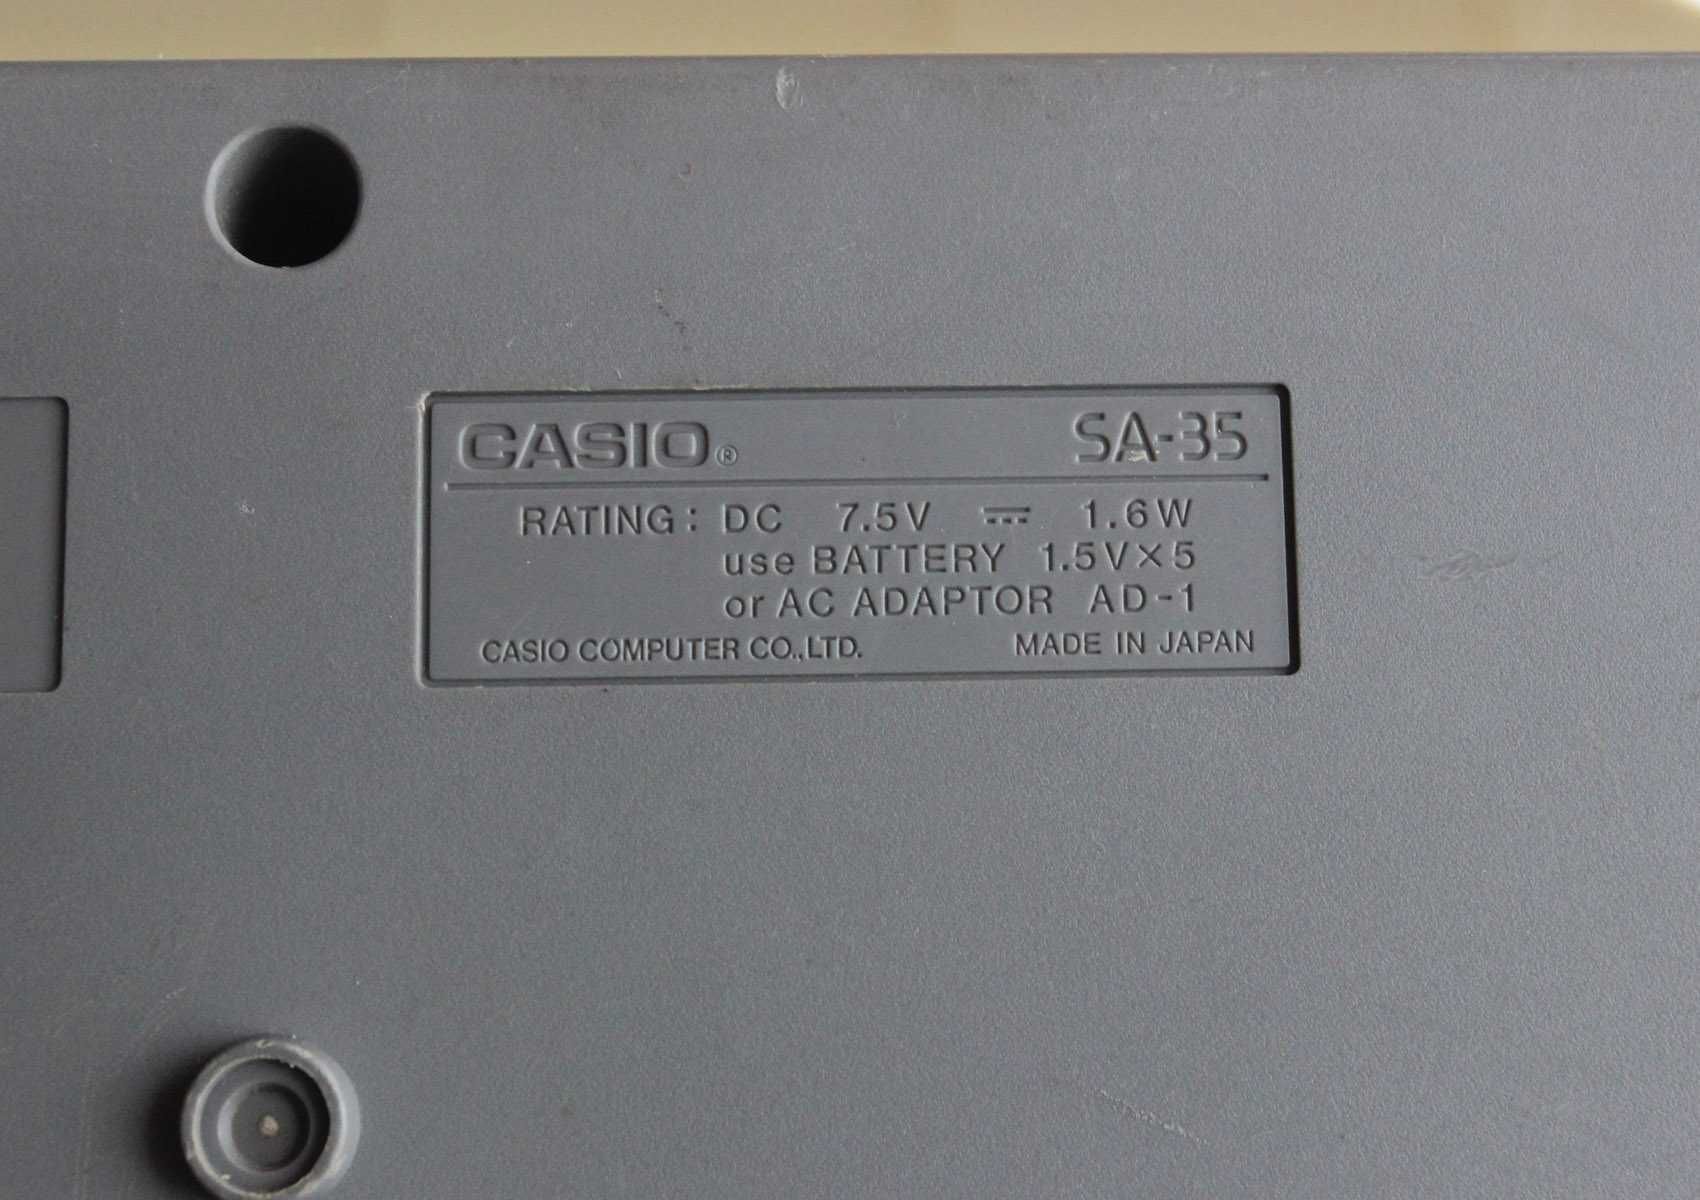 CASIO® SA-35
RATING: DC 7.5V ⎓ 1.6W
use BATTERY 1.5V×5
or AC ADAPTOR AD-1
CASIO COMPUTER CO.,LTD. MADE IN JAPAN